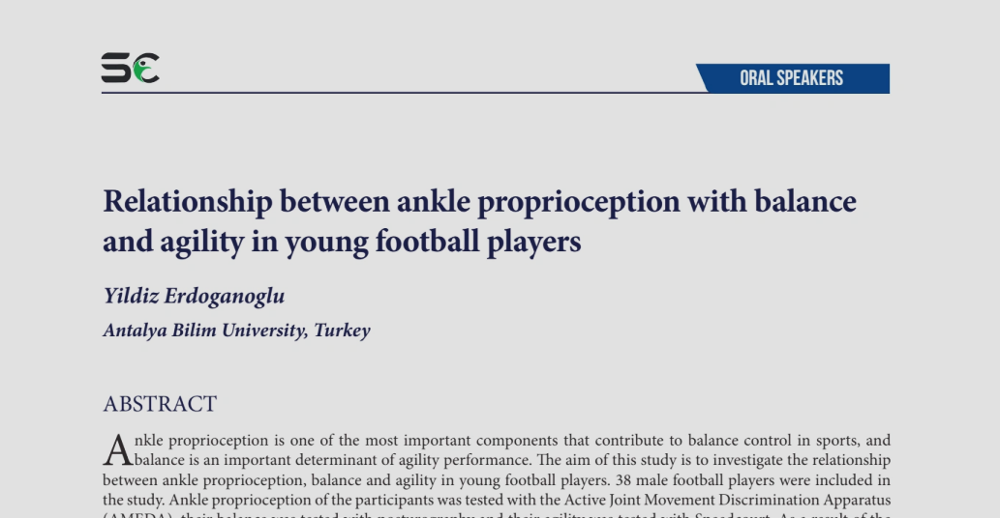 SC
ORAL SPEAKERS
Relationship between ankle proprioception with balance
and agility in young football players
Yildiz Erdoganoglu
Antalya Bilim University, Turkey
ABSTRACT
Ankle proprioception is one of the most important components that contribute to balance control in sports, and
balance is an important determinant of agility performance. The aim of this study is to investigate the relationship
between ankle proprioception, balance and agility in young football players. 38 male football players were included in
the study. Ankle proprioception of the participants was tested with the Active Joint Movement Discrimination Apparatus
(AMEDA), their balance was tested with posturography and their agility was tested with Speedcourt. As a result of the